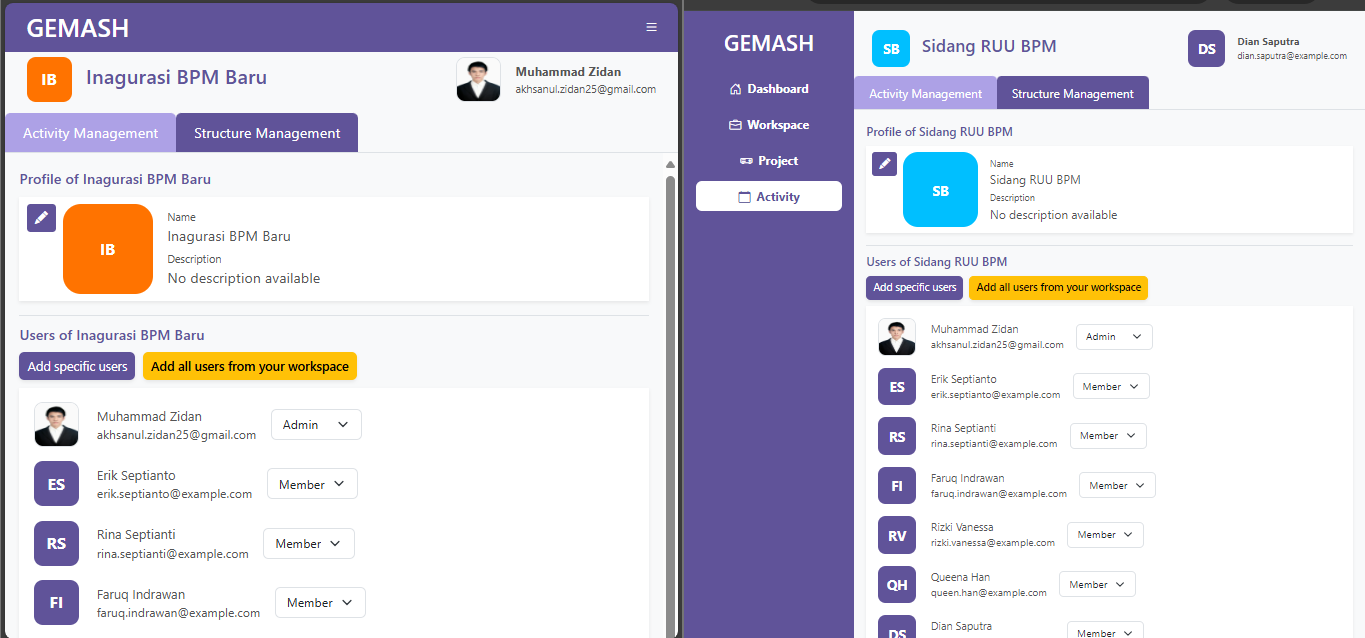 GEMASH
IB
Inagurasi BPM Baru
Muhammad Zidan
akhsanul.zidan25@gmail.com
Activity Management
Structure Management
Profile of Inagurasi BPM Baru
IB
Name
Inagurasi BPM Baru
Description
No description available
Users of Inagurasi BPM Baru
Add specific users
Add all users from your workspace
Muhammad Zidan
akhsanul.zidan25@gmail.com
Admin
ES
Erik Septianto
erik.septianto@example.com
Member
RS
Rina Septianti
rina.septianti@example.com
Member
FI
Faruq Indrawan
faruq.indrawan@example.com
Member
GEMASH
Dashboard
Workspace
Project
Activity
SB
Sidang RUU BPM
DS
Dian Saputra
dian.saputra@example.com
Activity Management
Structure Management
Profile of Sidang RUU BPM
SB
Name
Sidang RUU BPM
Description
No description available
Users of Sidang RUU BPM
Add specific users
Add all users from your workspace
Muhammad Zidan
akhsanul.zidan25@gmail.com
Admin
ES
Erik Septianto
erik.septianto@example.com
Member
RS
Rina Septianti
rina.septianti@example.com
Member
FI
Faruq Indrawan
faruq.indrawan@example.com
Member
RV
Rizki Vanessa
rizki.vanessa@example.com
Member
QH
Queena Han
queen.han@example.com
Member
DS
Dian Saputra
Member